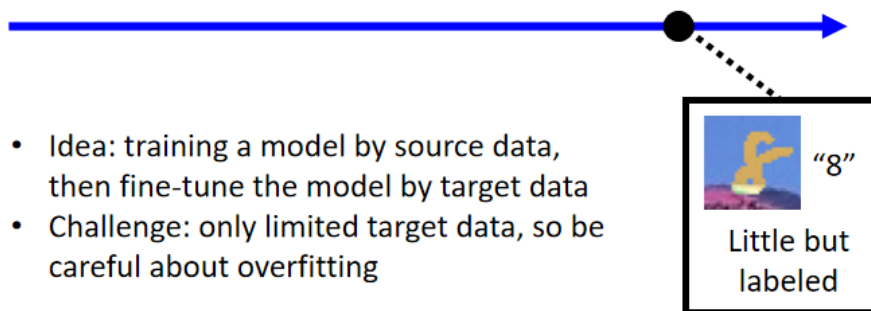 • Idea: training a model by source data,
then fine-tune the model by target data
• Challenge: only limited target data, so be
careful about overfitting
“8”
Little but
labeled